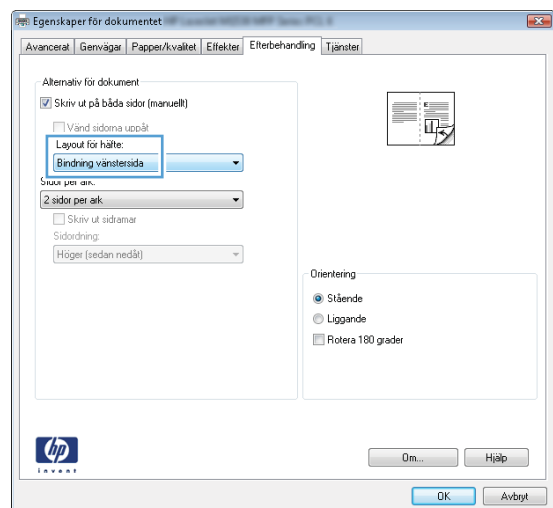 Egenskaper för dokumentet
Avancerat Genvägar Papper/kvalitet Effekter Efterbehandling Tjänster
Alternativ för dokument
Skriv ut på båda sidor (manuellt)
Vänd sidorna uppåt
Layout för häfte:
Bindning vänstersida
Sidor per ark:
2 sidor per ark
Skriv ut sidramar
Sidordning:
Höger (sedan nedåt)
Orientering
Stående
Liggande
Rotera 180 grader
hp
invent
Om... Hjälp
OK Avbryt